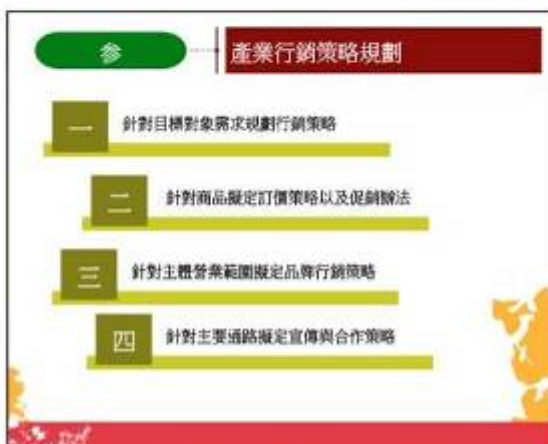 參
產業行銷策略規劃
一
針對目標對象需求規劃行銷策略
二
針對商品擬定訂價策略以及促銷辦法
三
針對主體營業範圍擬定品牌行銷策略
四
針對主要通路擬定宣傳與合作策略